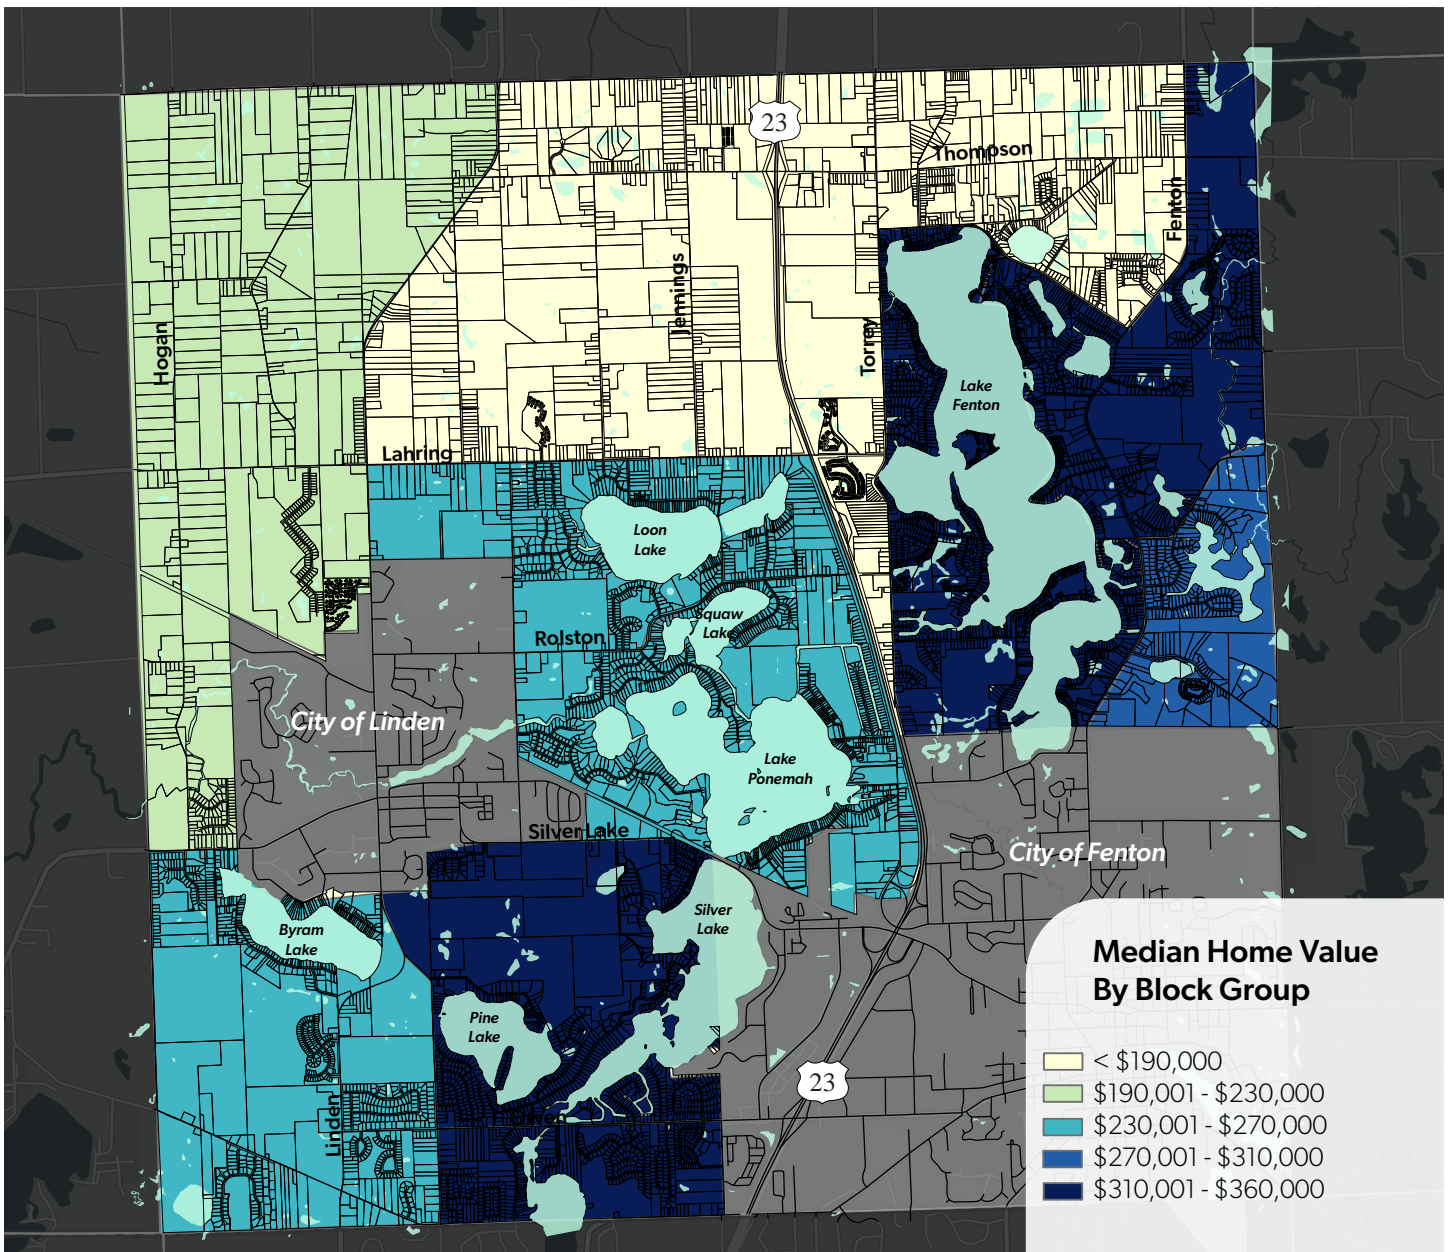 23
Thompson
Fenton
Jennings
Hogan
Torrey
Lake
Fenton
Lahring
Loon
Lake
Squaw
Lake
Rolston
City of Linden
Lake
Ponemah
Silver Lake
City of Fenton
Silver
Lake
Byram
Lake
Pine
Lake
23
Linden
Median Home Value
By Block Group
< $190,000
$190,001 - $230,000
$230,001 - $270,000
$270,001 - $310,000
$310,001 - $360,000